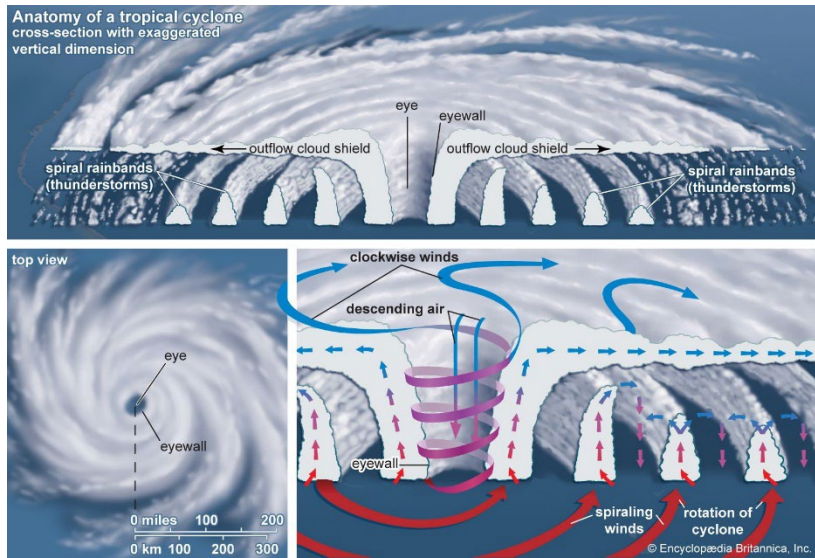 Anatomy of a tropical cyclone
cross-section with exaggerated
vertical dimension
eye
eyewall
outflow cloud shield
outflow cloud shield
spiral rainbands
(thunderstorms)
spiral rainbands
(thunderstorms)
top view
eye
eyewall
0 miles 100 200
0 km 100 200 300
clockwise winds
descending air
eyewall
spiraling
winds
rotation of
cyclone
© Encyclopædia Britannica, Inc.